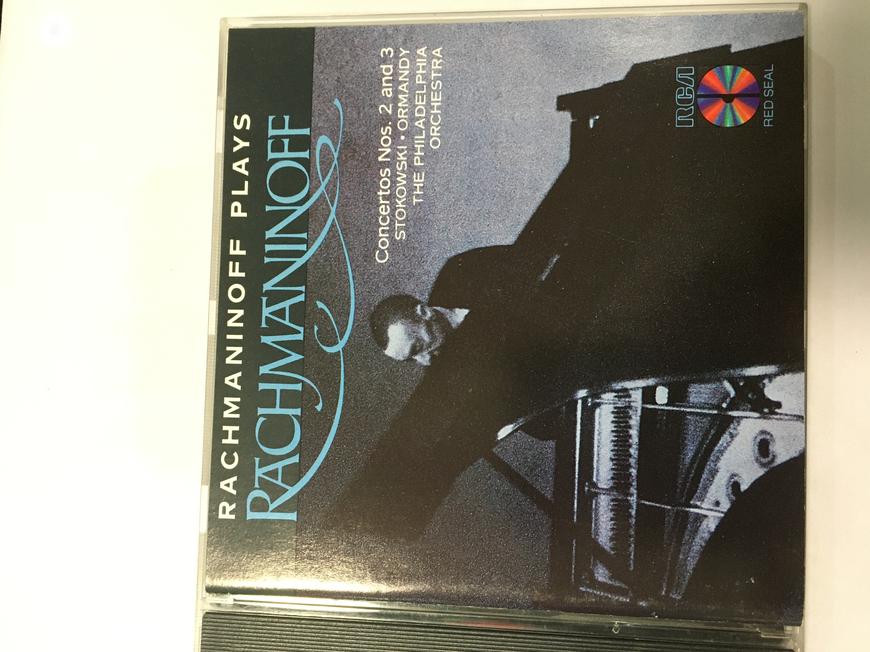 RACHMANINOFF PLAYS
RACHMANINOFF
Concertos Nos. 2 and 3
STOKOWSKI • ORMANDY
THE PHILADELPHIA
ORCHESTRA
RCA
RED SEAL